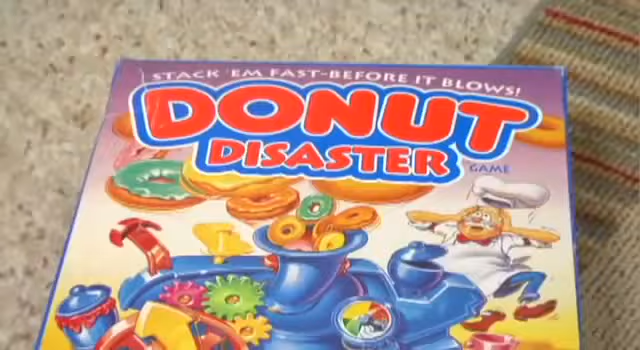 STACK 'EM FAST-BEFORE IT BLOWS!
DONUT
DISASTER
GAME